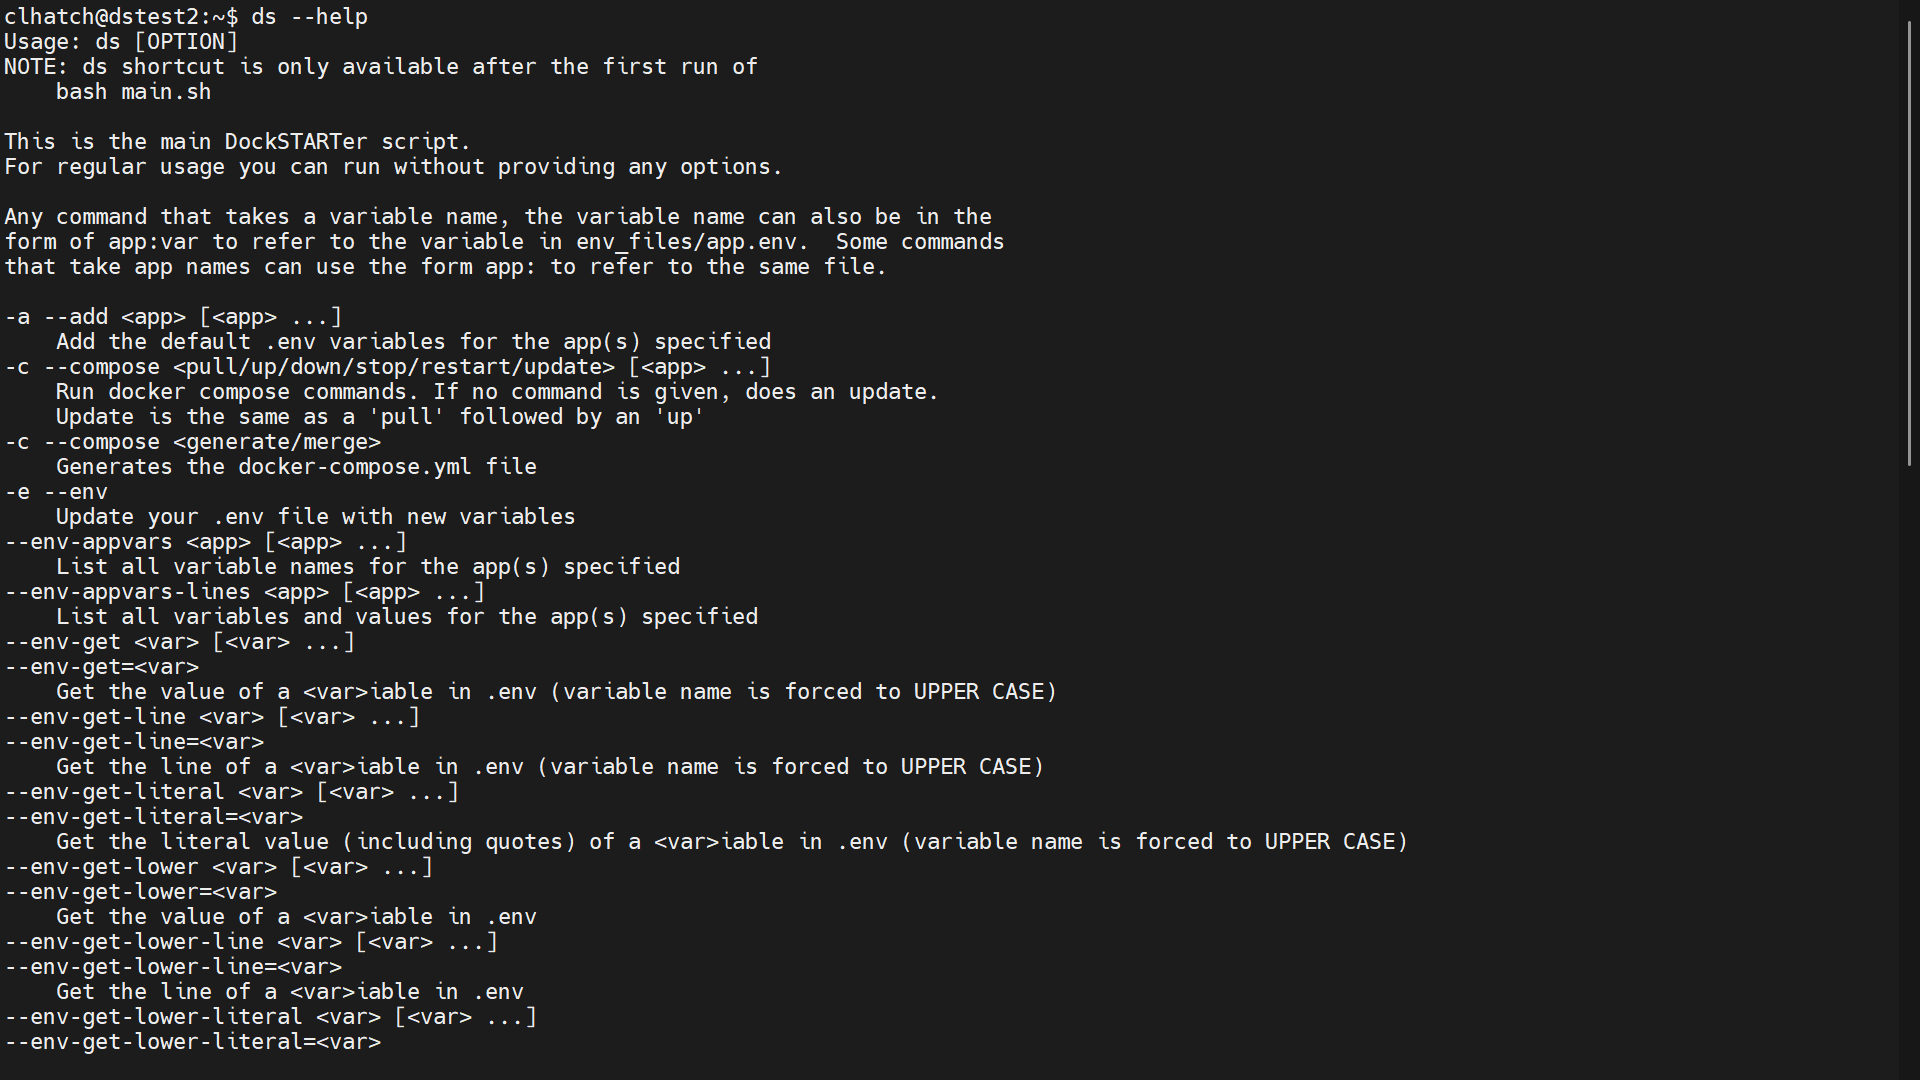 clhatch@dstest2:~$ ds --help
Usage: ds [OPTION]
NOTE: ds shortcut is only available after the first run of
    bash main.sh

This is the main DockSTARTer script.
For regular usage you can run without providing any options.

Any command that takes a variable name, the variable name can also be in the
form of app:var to refer to the variable in env_files/app.env.  Some commands
that take app names can use the form app: to refer to the same file.

-a --add <app> [<app> ...]
    Add the default .env variables for the app(s) specified
-c --compose <pull/up/down/stop/restart/update> [<app> ...]
    Run docker compose commands. If no command is given, does an update.
    Update is the same as a 'pull' followed by an 'up'
-c --compose <generate/merge>
    Generates the docker-compose.yml file
-e --env
    Update your .env file with new variables
--env-appvars <app> [<app> ...]
    List all variable names for the app(s) specified
--env-appvars-lines <app> [<app> ...]
    List all variables and values for the app(s) specified
--env-get <var> [<var> ...]
--env-get=<var>
    Get the value of a <var>iable in .env (variable name is forced to UPPER CASE)
--env-get-line <var> [<var> ...]
--env-get-line=<var>
    Get the line of a <var>iable in .env (variable name is forced to UPPER CASE)
--env-get-literal <var> [<var> ...]
--env-get-literal=<var>
    Get the literal value (including quotes) of a <var>iable in .env (variable name is forced to UPPER CASE)
--env-get-lower <var> [<var> ...]
--env-get-lower=<var>
    Get the value of a <var>iable in .env
--env-get-lower-line <var> [<var> ...]
--env-get-lower-line=<var>
    Get the line of a <var>iable in .env
--env-get-lower-literal <var> [<var> ...]
--env-get-lower-literal=<var>